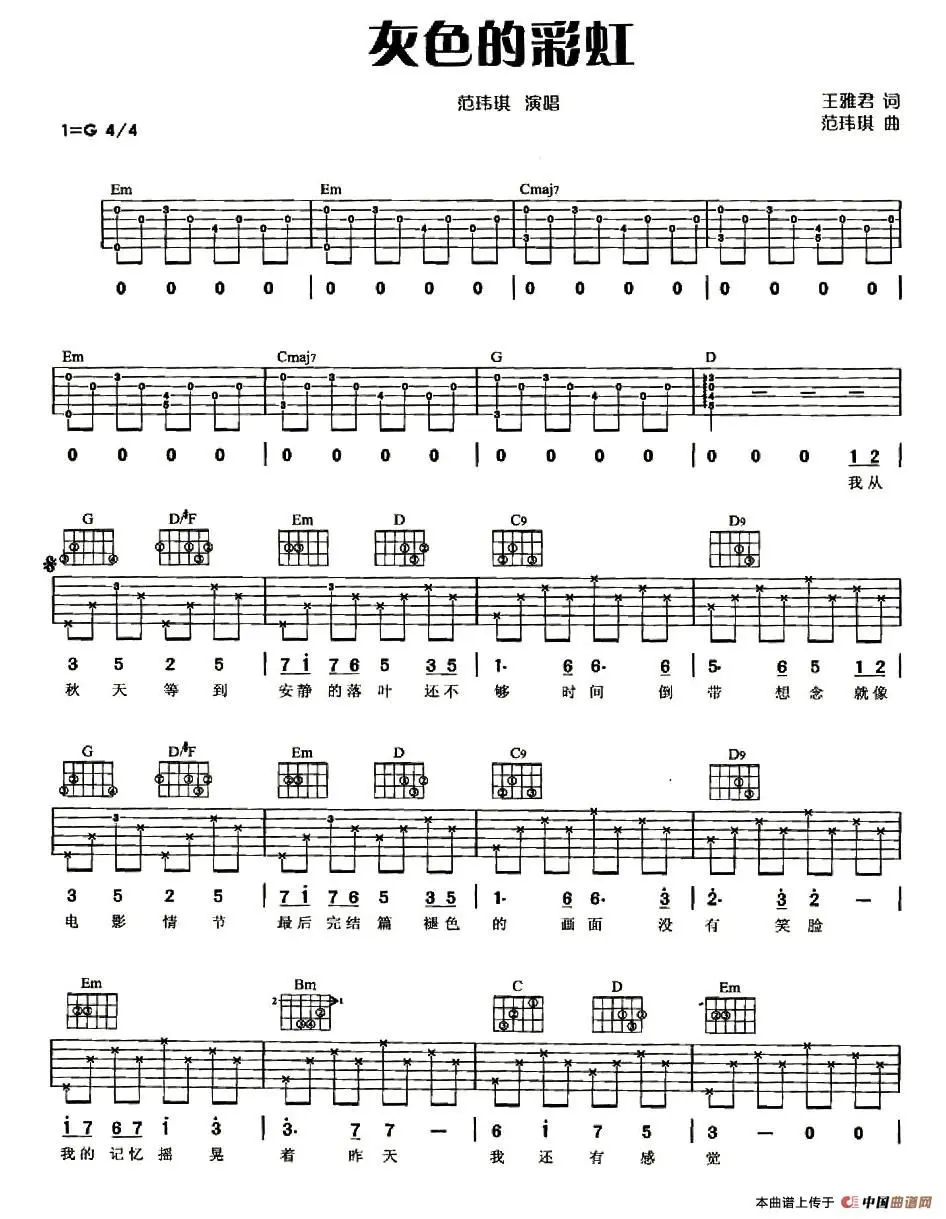 灰色的彩虹
范玮琪 演唱
王雅君 词
1=G 4/4
范玮琪 曲
Em Em Cmaj7
0 0 0 0 | 0 0 0 0 | 0 0 0 0 | 0 0 0 0 |
Em Cmaj7 G D
0 0 0 0 | 0 0 0 0 | 0 0 0 0 | 0 0 0 1 2 |
我从
G D/#F Em D C9 D9
3 5 2 5 | 7 i 7 6 5 3 5 | 1· 6 6· 6 | 5· 6 5 1 2 |
秋天等到 安静的落叶还不 够时间倒 带想念就像
G D/#F Em D C9 D9
3 5 2 5 | 7 i 7 6 5 3 5 | 1· 6 6· 3 | 2· 3 2 — |
电影情节 最后完结篇褪色 的画面没 有笑脸
Em Bm C D Em
i 7 6 7 i 3 | 3· 7 7 — | 6 i 7 5 | 3 — 0 0 |
我的记忆摇晃 着昨天 我还有感 觉
本曲谱上传于 中国曲谱网